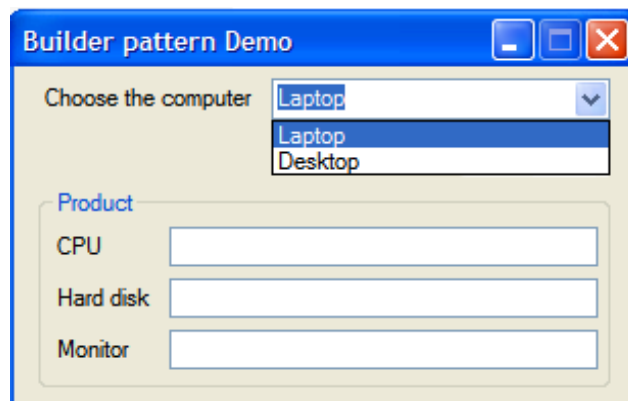 Builder pattern Demo
Choose the computer Laptop
Laptop
Desktop
Product
CPU
Hard disk
Monitor